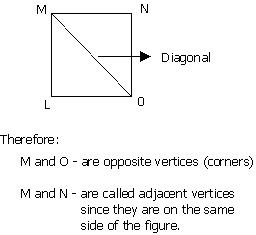 M N
Diagonal
L O
Therefore:
M and O - are opposite vertices (corners)
M and N - are called adjacent vertices
since they are on the same
side of the figure.